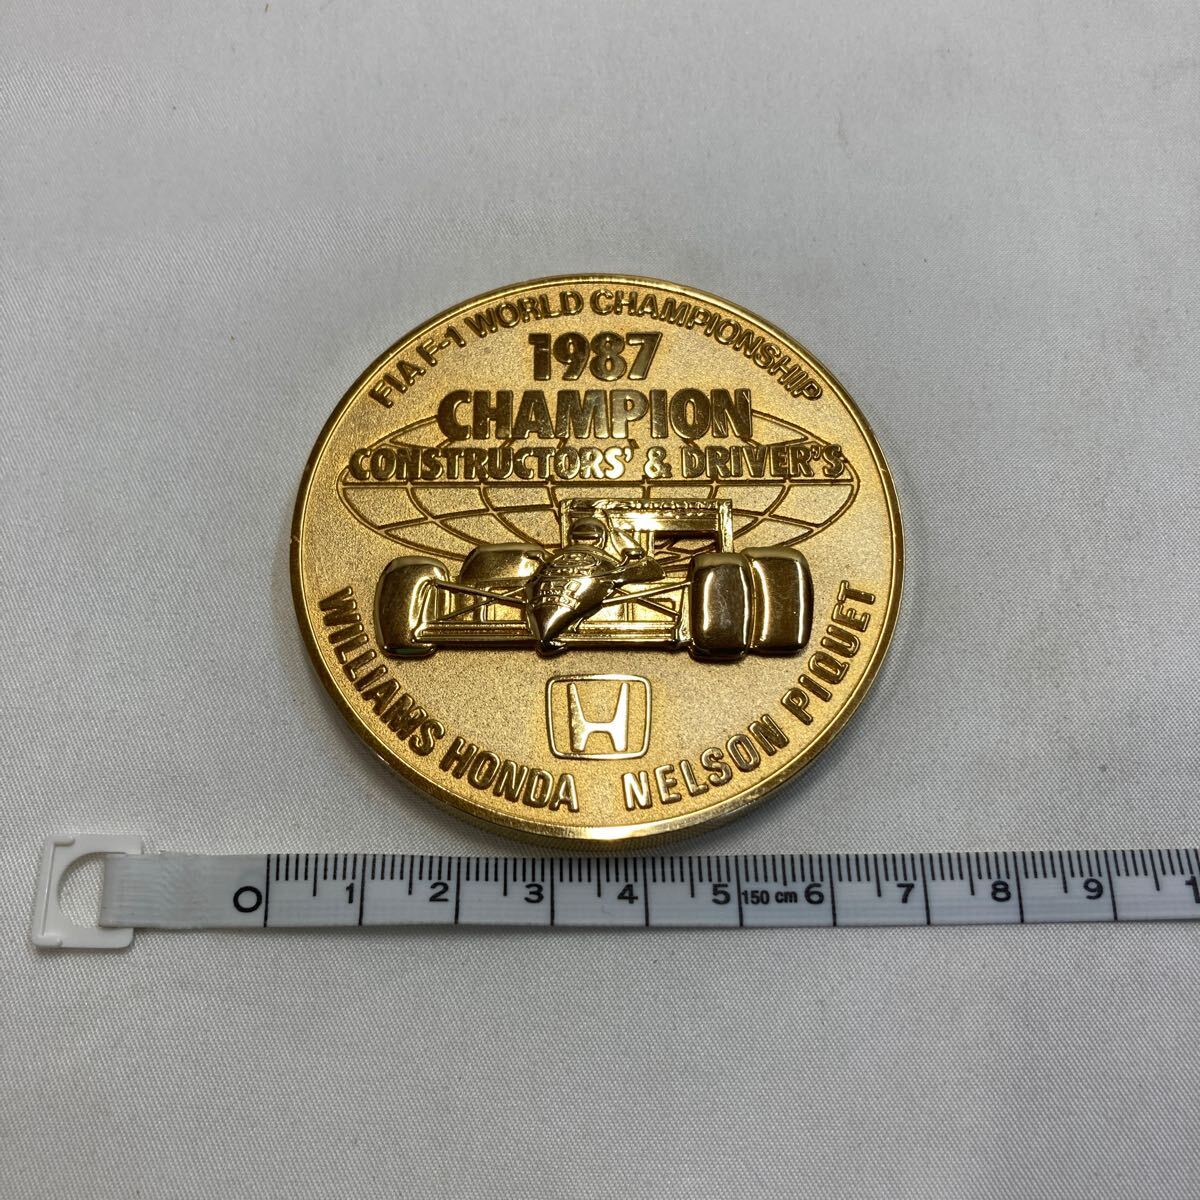 FIA F-1 WORLD CHAMPIONSHIP
1987
CHAMPION
CONSTRUCTORS' & DRIVER'S
WILLIAMS HONDA NELSON PIQUET
0 1 2 3 4 5 150 cm 6 7 8 9 1